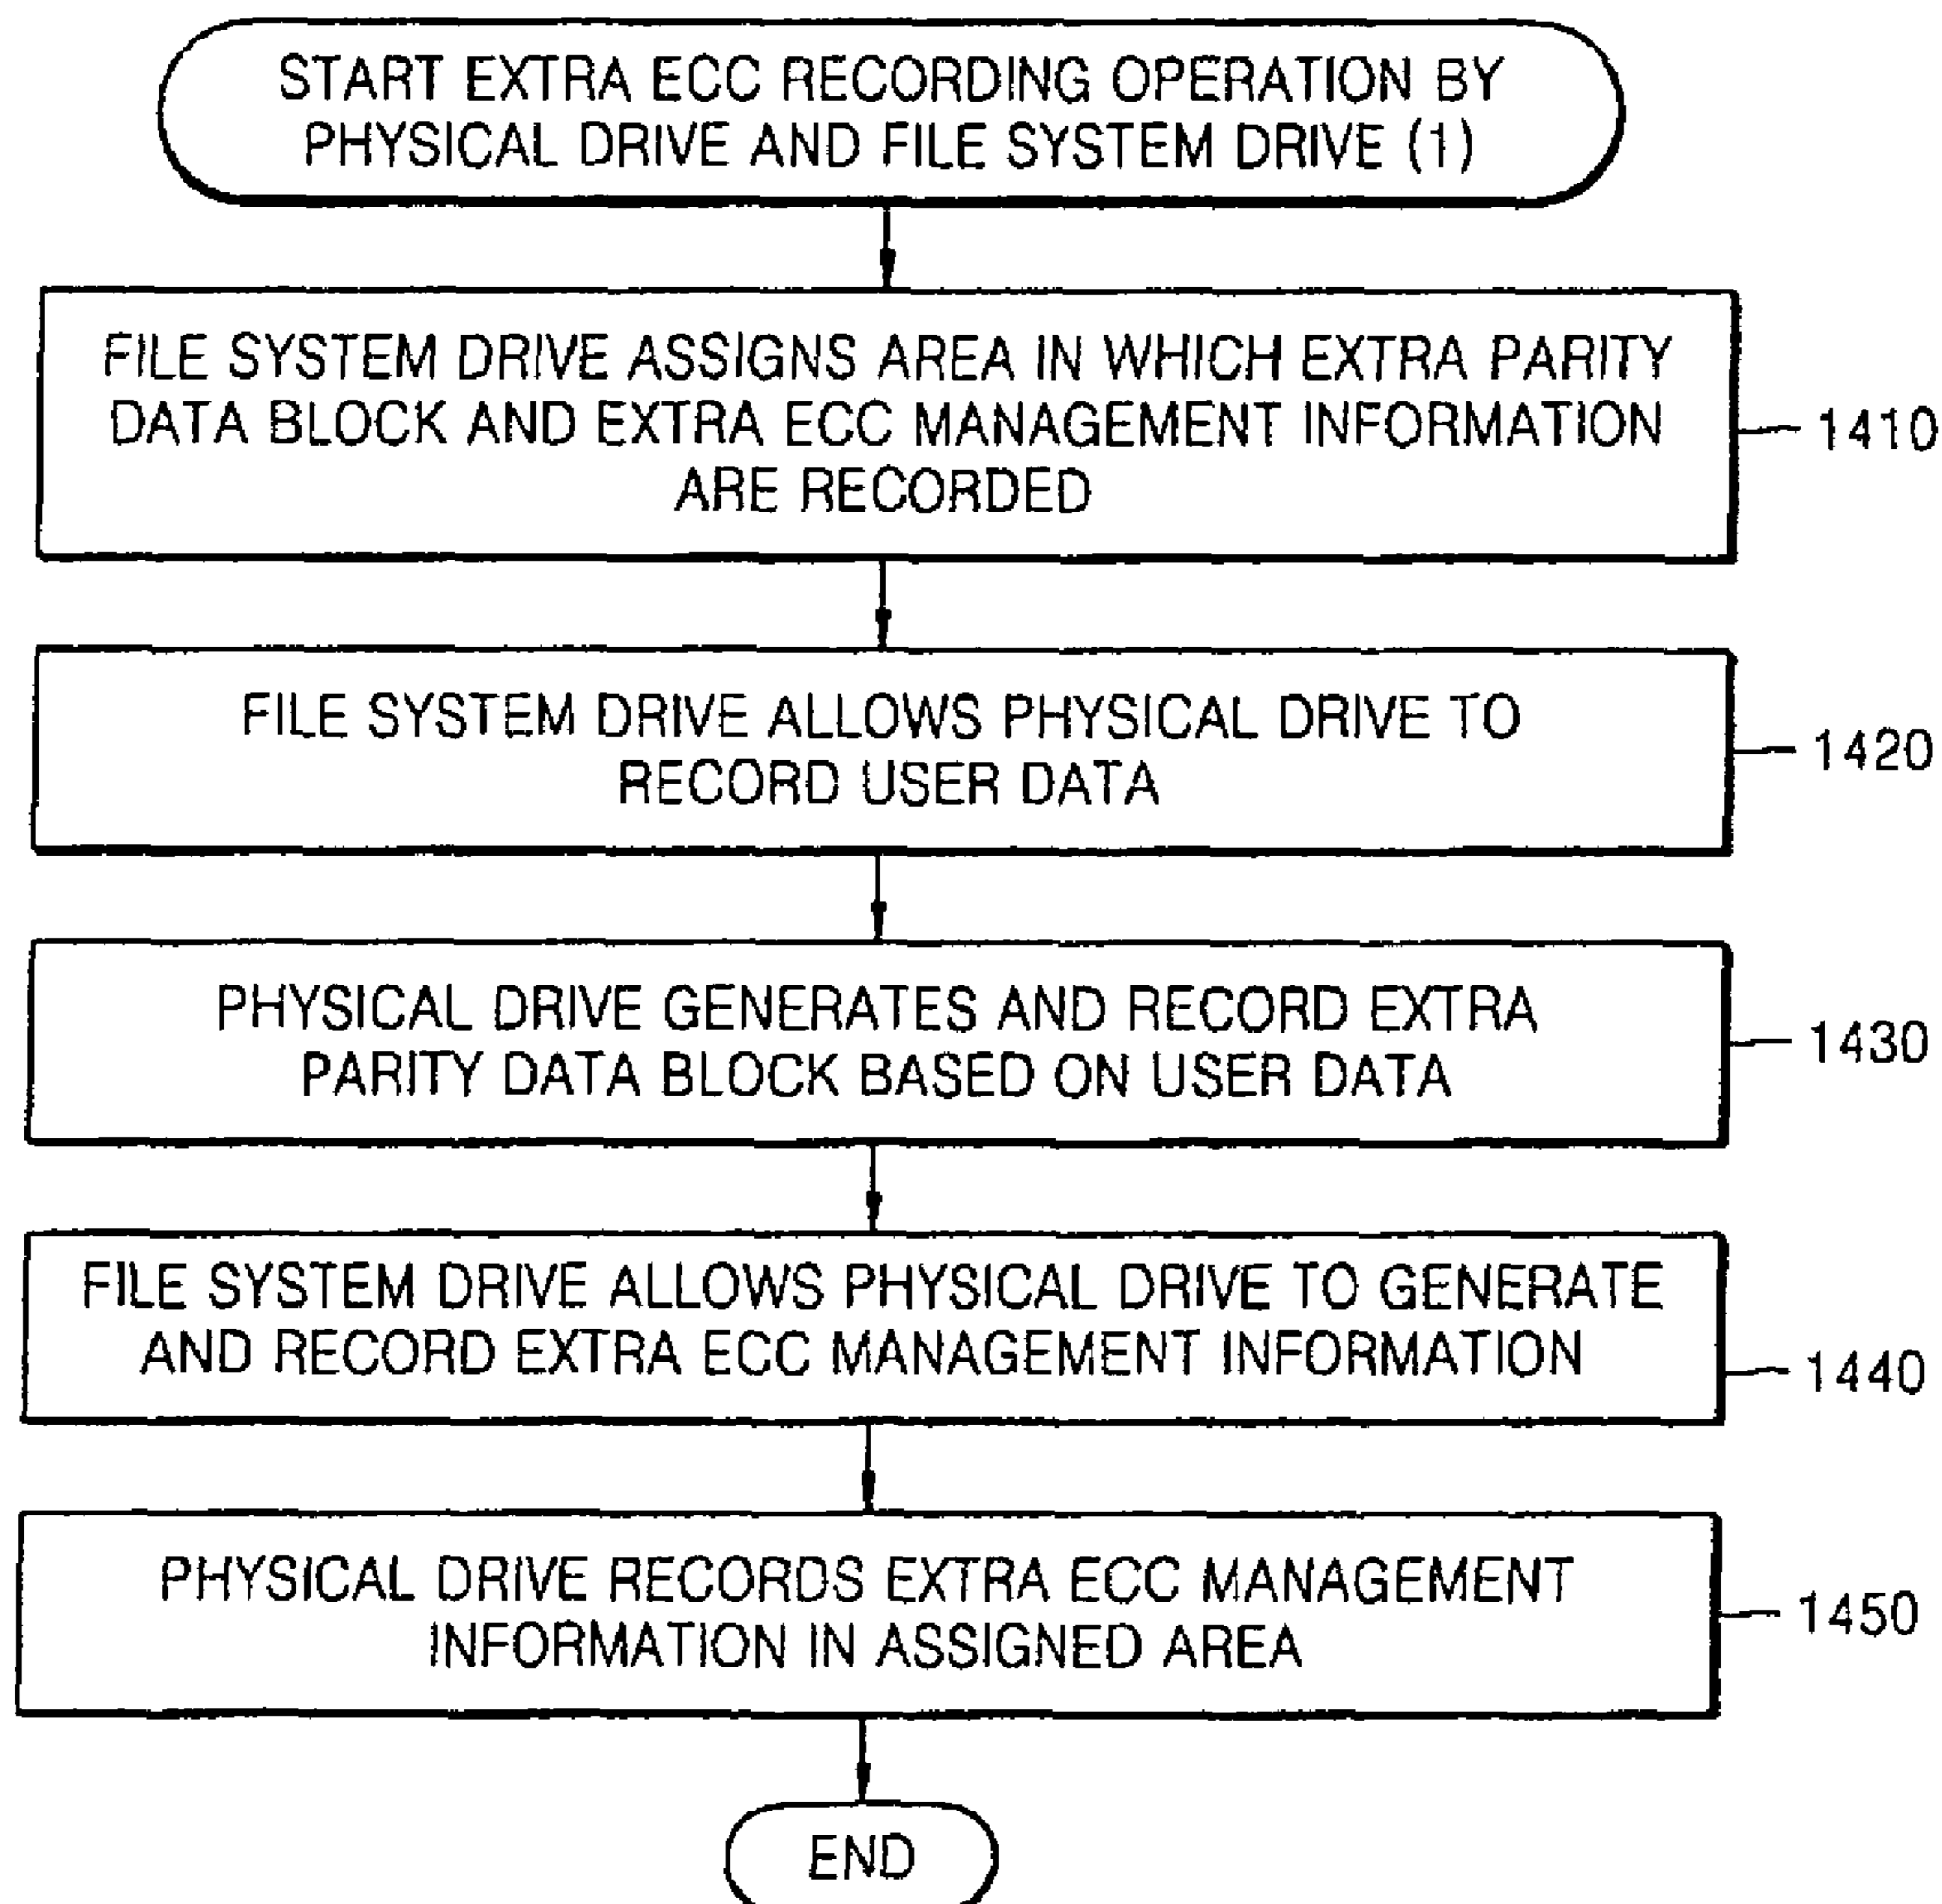 START EXTRA ECC RECORDING OPERATION BY
PHYSICAL DRIVE AND FILE SYSTEM DRIVE (1)
FILE SYSTEM DRIVE ASSIGNS AREA IN WHICH EXTRA PARITY
DATA BLOCK AND EXTRA ECC MANAGEMENT INFORMATION
ARE RECORDED
1410
FILE SYSTEM DRIVE ALLOWS PHYSICAL DRIVE TO
RECORD USER DATA
1420
PHYSICAL DRIVE GENERATES AND RECORD EXTRA
PARITY DATA BLOCK BASED ON USER DATA
1430
FILE SYSTEM DRIVE ALLOWS PHYSICAL DRIVE TO GENERATE
AND RECORD EXTRA ECC MANAGEMENT INFORMATION
1440
PHYSICAL DRIVE RECORDS EXTRA ECC MANAGEMENT
INFORMATION IN ASSIGNED AREA
1450
END